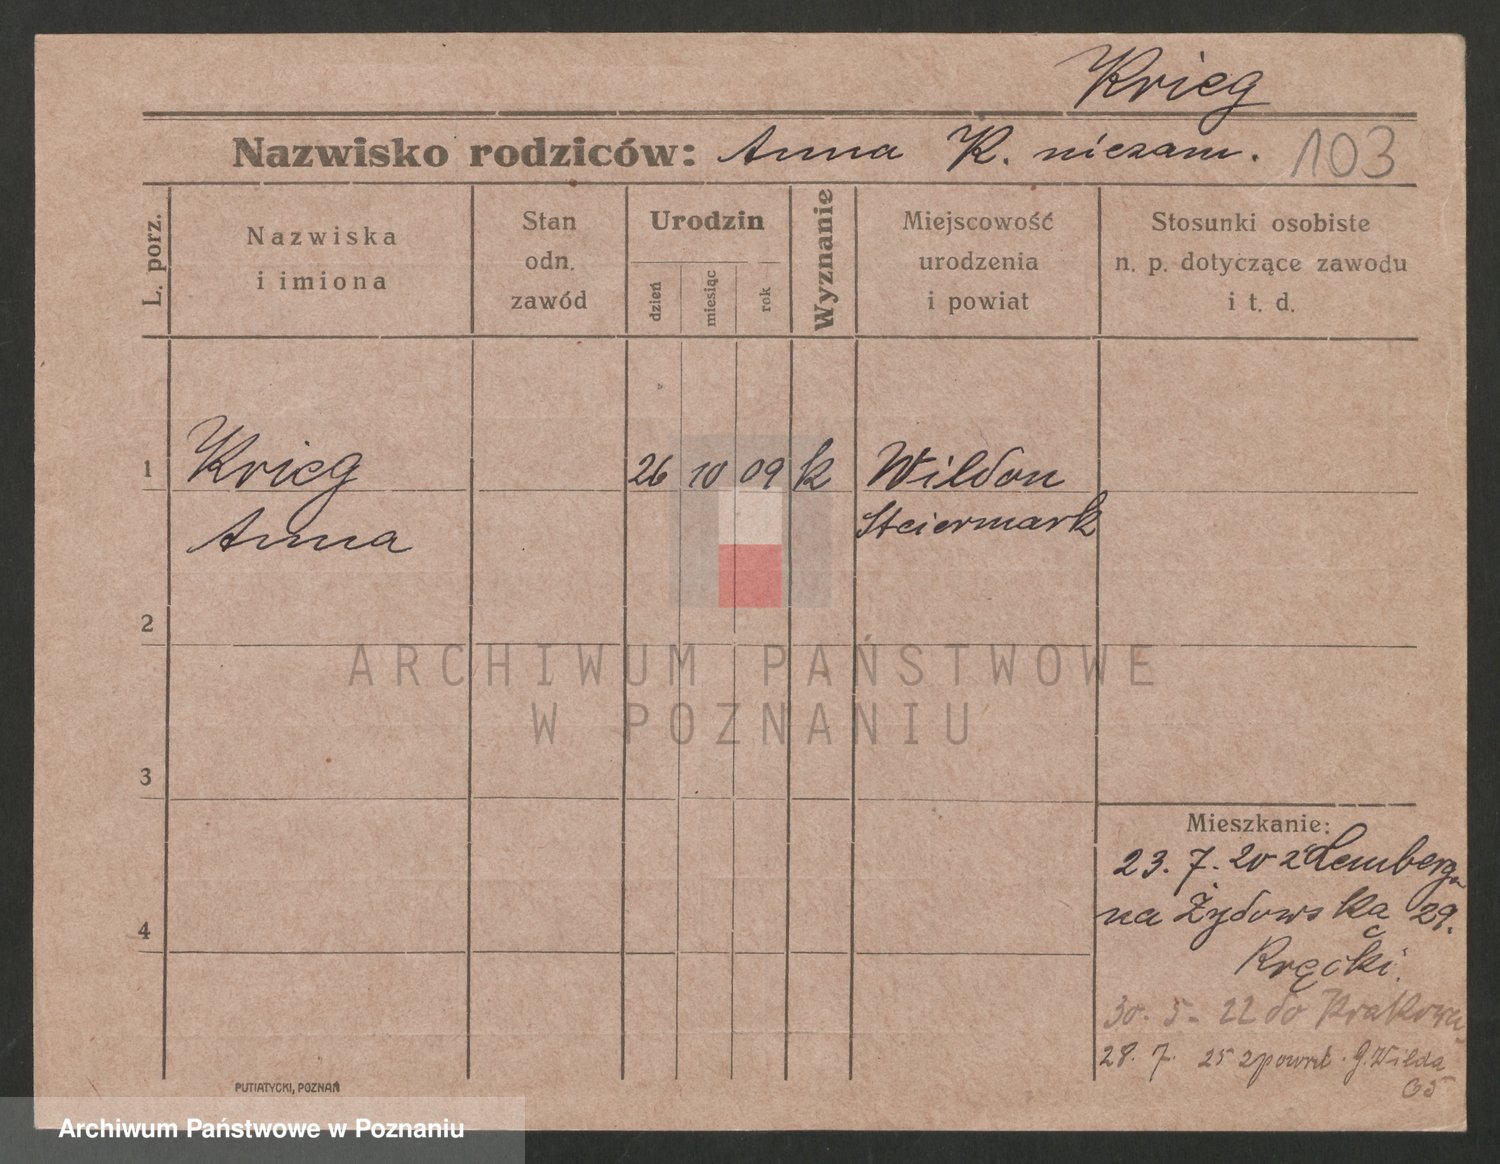 Krieg
Nazwisko rodziców: Anna K. niezam. 103
L. porz.
Nazwiska
i imiona
Stan
odn.
zawód
Urodzin
dzień
miesiąc
rok
Wyznanie
Miejscowość
urodzenia
i powiat
Stosunki osobiste
n. p. dotyczące zawodu
i t. d.
1 Krieg 26 10 09 k Wildon
Anna Steiermark
2
3
4
Mieszkanie:
23. 7. 20 z Lemberga
na Żydowską 29.
30. 5. 22 do Krakowa
28. 7. 25 z powrot. G. Wilda
65
PUTIATYCKI, POZNAŃ
ARCHIWUM PAŃSTWOWE
W POZNANIU
Archiwum Państwowe w Poznaniu